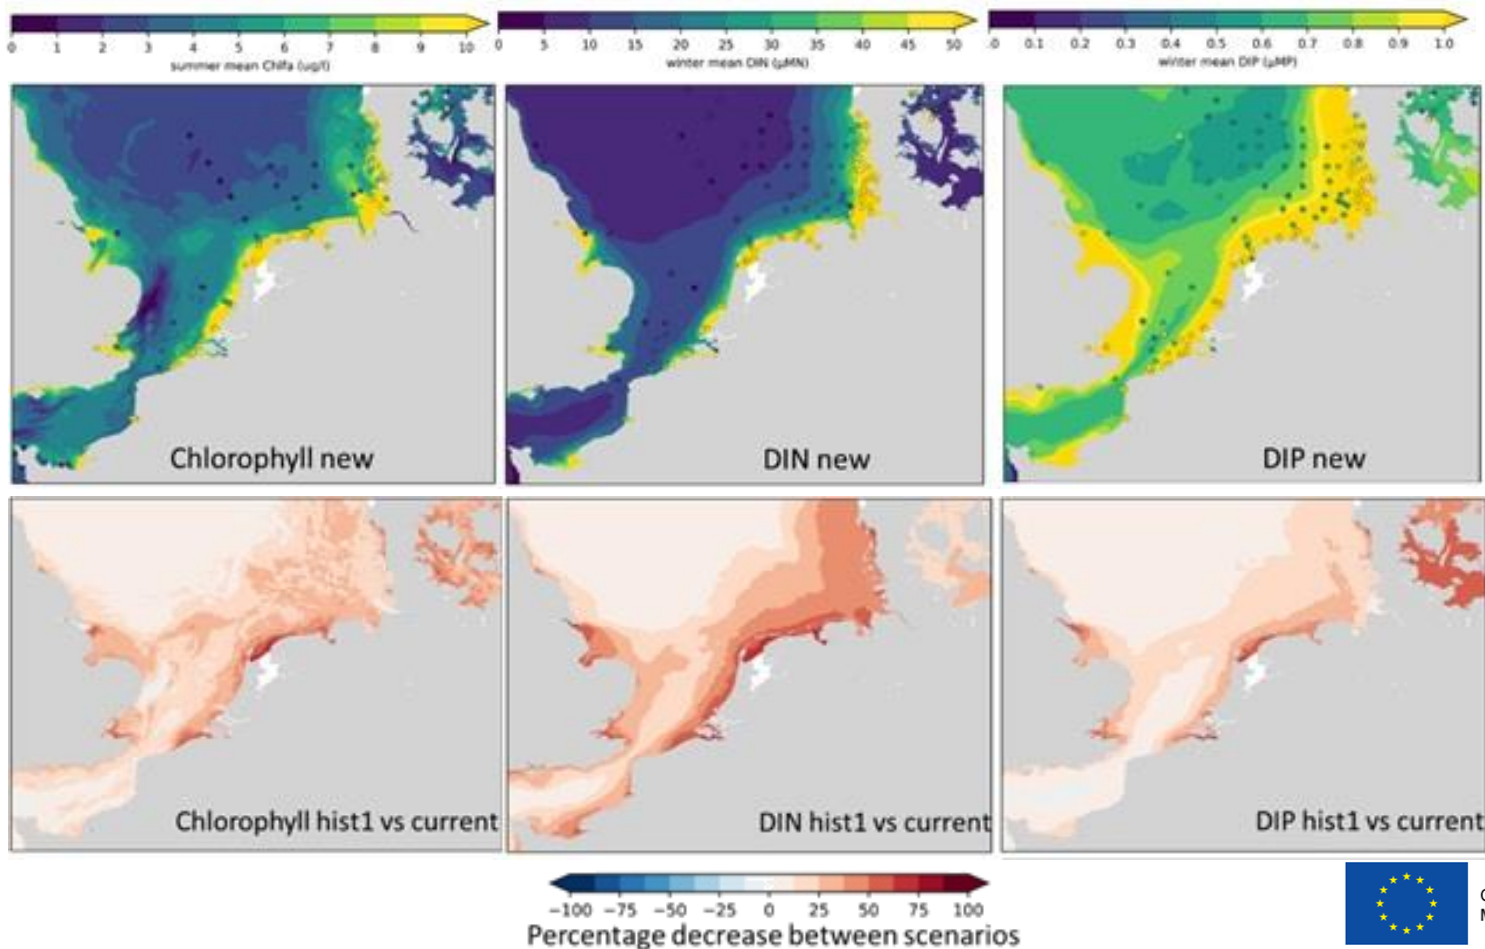 0 1 2 3 4 5 6 7 8 9 10
summer mean Chlfa (ug/l)
0 5 10 15 20 25 30 35 40 45 50
winter mean DIN (μMN)
.0 0.1 0.2 0.3 0.4 0.5 0.6 0.7 0.8 0.9 1.0
winter mean DIP (μMP)
Chlorophyll new
DIN new
DIP new
Chlorophyll hist1 vs current
DIN hist1 vs current
DIP hist1 vs current
−100 −75 −50 −25 0 25 50 75 100
Percentage decrease between scenarios